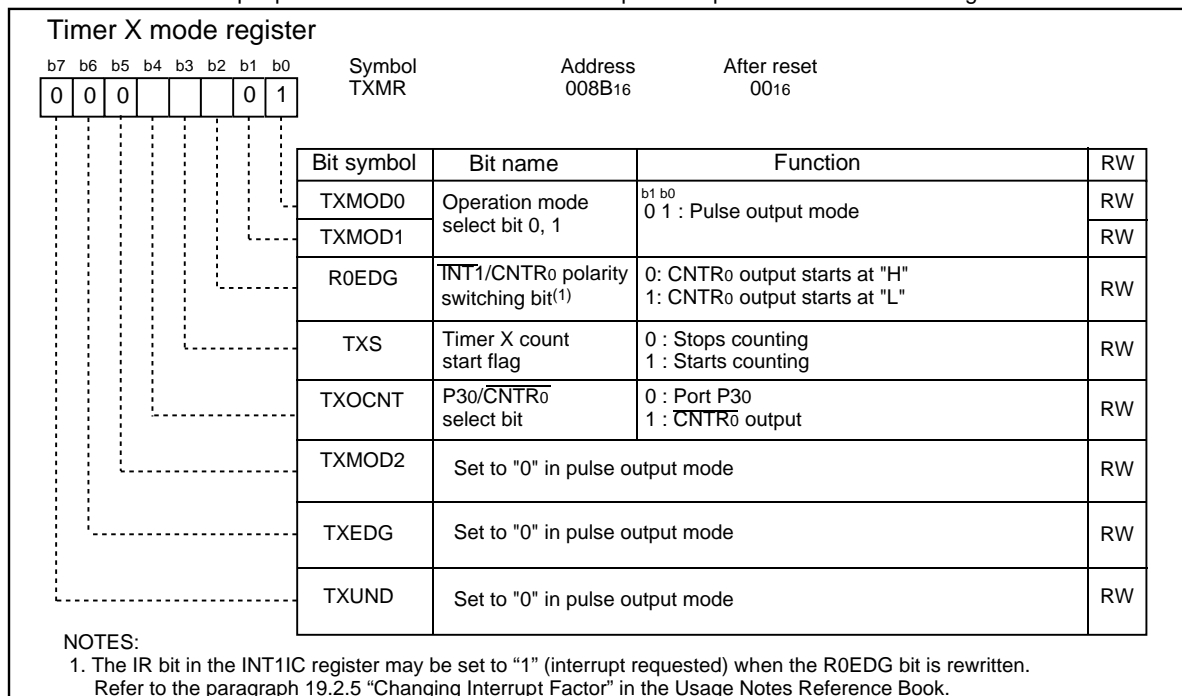 Timer X mode register
b7 b6 b5 b4 b3 b2 b1 b0
Symbol Address After reset
0 0 0 0 1
TXMR 008B16 0016
Bit symbol Bit name Function RW
TXMOD0 Operation mode select bit 0, 1 b1 b0 RW
0 1 : Pulse output mode
TXMOD1 RW
R0EDG INT1/CNTR0 polarity switching bit(1) 0: CNTR0 output starts at "H" RW
1: CNTR0 output starts at "L"
TXS Timer X count start flag 0 : Stops counting RW
1 : Starts counting
TXOCNT P30/CNTR0 select bit 0 : Port P30 RW
1 : CNTR0 output
TXMOD2 Set to "0" in pulse output mode RW
TXEDG Set to "0" in pulse output mode RW
TXUND Set to "0" in pulse output mode RW
NOTES:
1. The IR bit in the INT1IC register may be set to “1” (interrupt requested) when the R0EDG bit is rewritten.
Refer to the paragraph 19.2.5 “Changing Interrupt Factor” in the Usage Notes Reference Book.